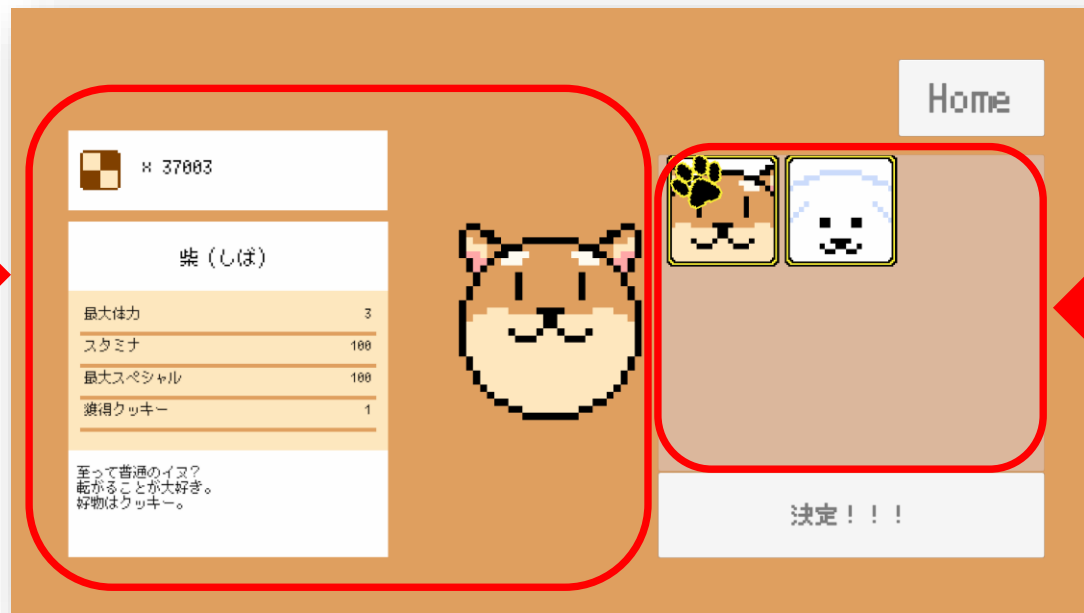 Home
× 37003
柴 (しば)
最大体力 3
スタミナ 100
最大スペシャル 100
獲得クッキー 1
至って普通のイヌ?
転がることが大好き。
好物はクッキー。
決定!!!